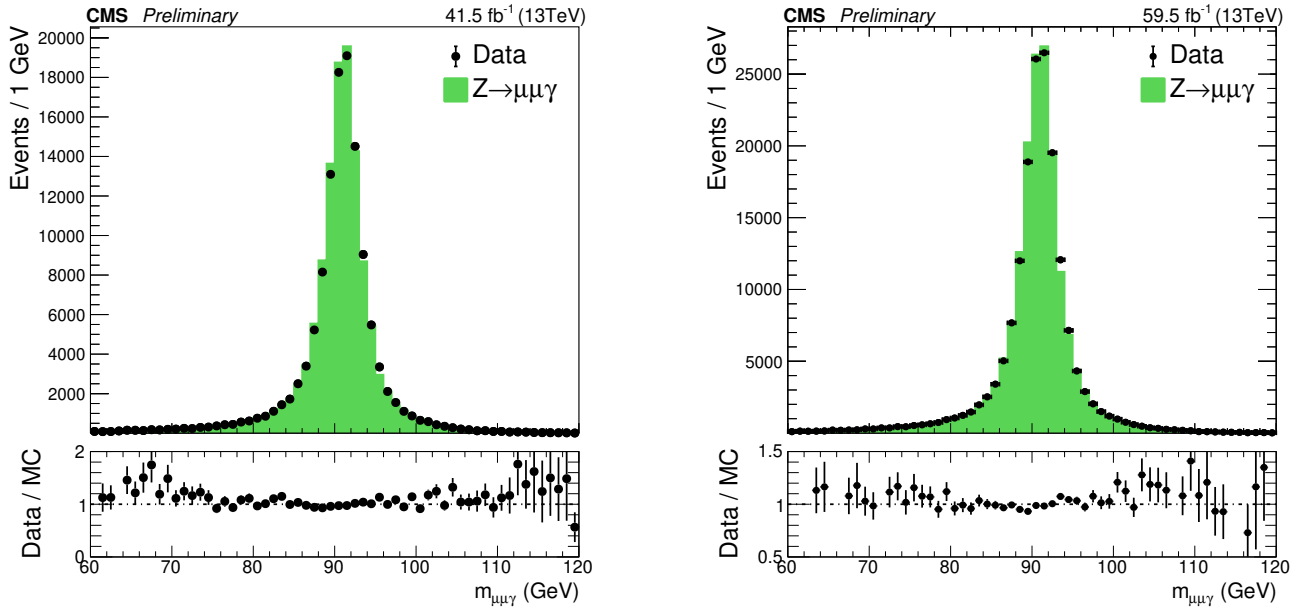 CMS Preliminary 41.5 fb⁻¹ (13TeV)
Events / 1 GeV
20000
18000
16000
14000
12000
10000
8000
6000
4000
2000
Data
Z→μμγ
Data / MC
2
1
0
60 70 80 90 100 110 120
m_μμγ (GeV)
CMS Preliminary 59.5 fb⁻¹ (13TeV)
Events / 1 GeV
25000
20000
15000
10000
5000
Data
Z→μμγ
Data / MC
1.5
1
0.5
60 70 80 90 100 110 120
m_μμγ (GeV)